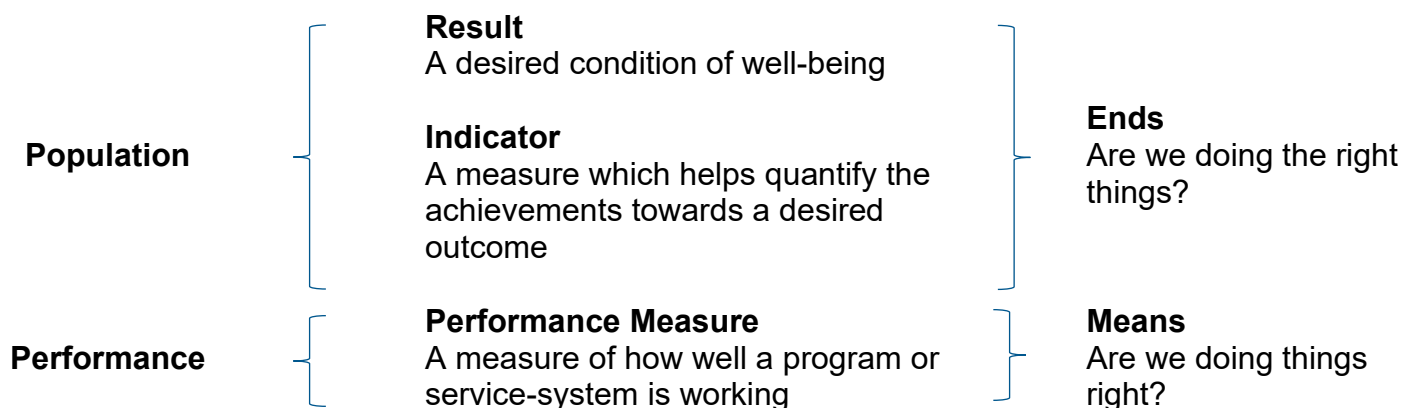 Population
Result
A desired condition of well-being
Indicator
A measure which helps quantify the
achievements towards a desired
outcome
Ends
Are we doing the right
things?
Performance
Performance Measure
A measure of how well a program or
service-system is working
Means
Are we doing things
right?